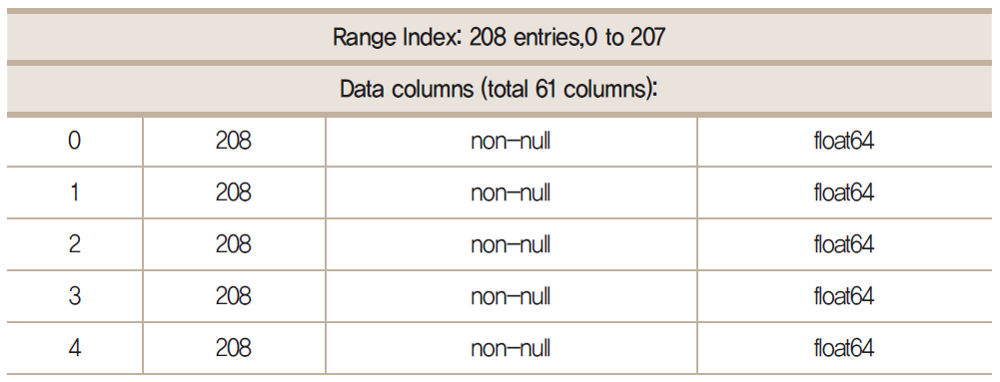 Range Index: 208 entries,0 to 207
Data columns (total 61 columns):
0 208 non-null float64
1 208 non-null float64
2 208 non-null float64
3 208 non-null float64
4 208 non-null float64